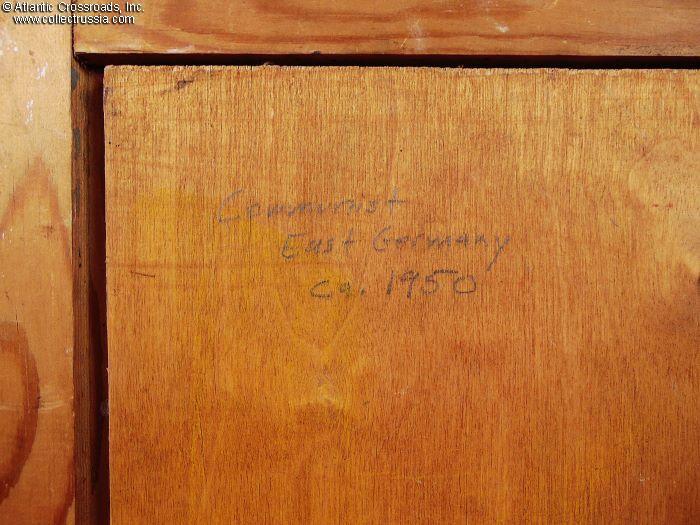 © Atlantic Crossroads, Inc.
www.collectrussia.com
Communist
East Germany
ca. 1950